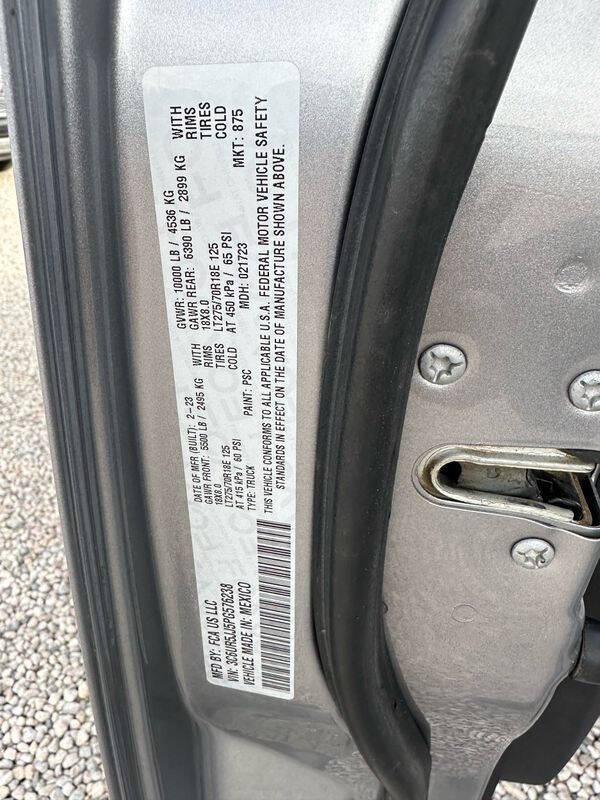 MFD BY: FCA US LLC
DATE OF MFR (BUILT): 2-23
GVWR: 10000 LB / 4536 KG
GAWR FRONT: 5500 LB / 2495 KG WITH
18X8.0 RIMS
LT275/70R18E 125 TIRES
AT 415 kPa / 60 PSI COLD
GAWR REAR: 6390 LB / 2899 KG WITH
18X8.0 RIMS
LT275/70R18E 125 TIRES
AT 450 kPa / 65 PSI COLD
VIN: 3C6UR5JJ5PG576238
TYPE: TRUCK
PAINT: PSC
MDH: 021723
MKT: 875
VEHICLE MADE IN: MEXICO
THIS VEHICLE CONFORMS TO ALL APPLICABLE U.S.A. FEDERAL MOTOR VEHICLE SAFETY
STANDARDS IN EFFECT ON THE DATE OF MANUFACTURE SHOWN ABOVE.